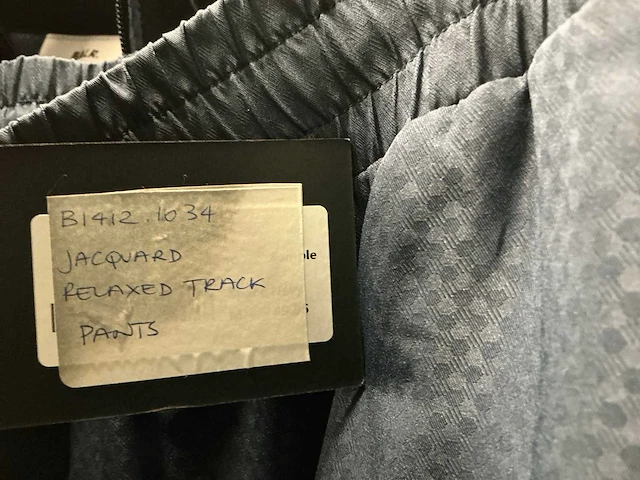 B1412.1034
JACQUARD
RELAXED TRACK
PANTS